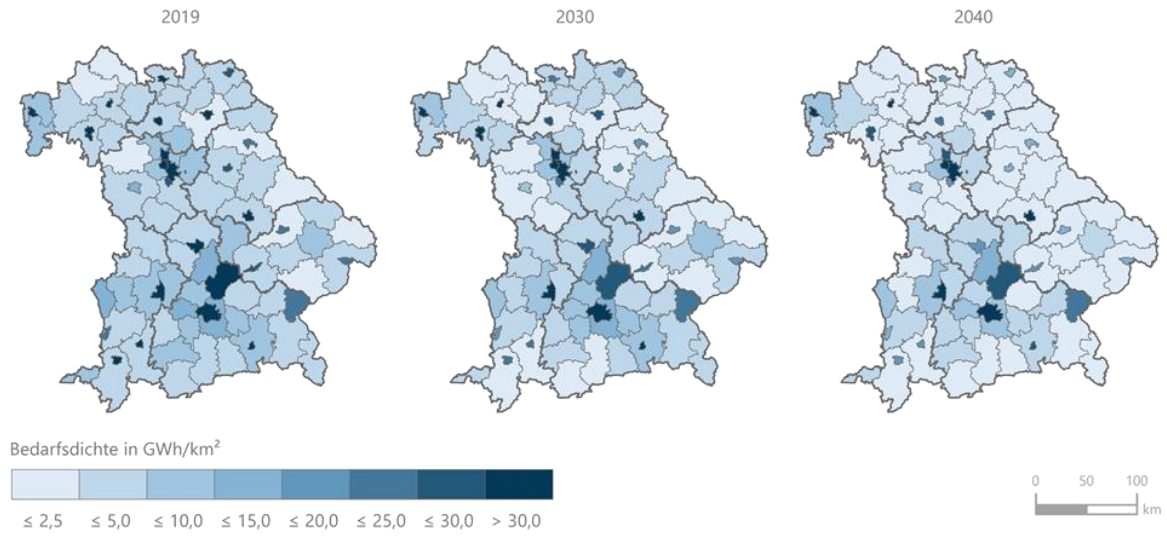 2019 2030 2040
Bedarfsdichte in GWh/km²
≤ 2,5 ≤ 5,0 ≤ 10,0 ≤ 15,0 ≤ 20,0 ≤ 25,0 ≤ 30,0 > 30,0
0 50 100
km